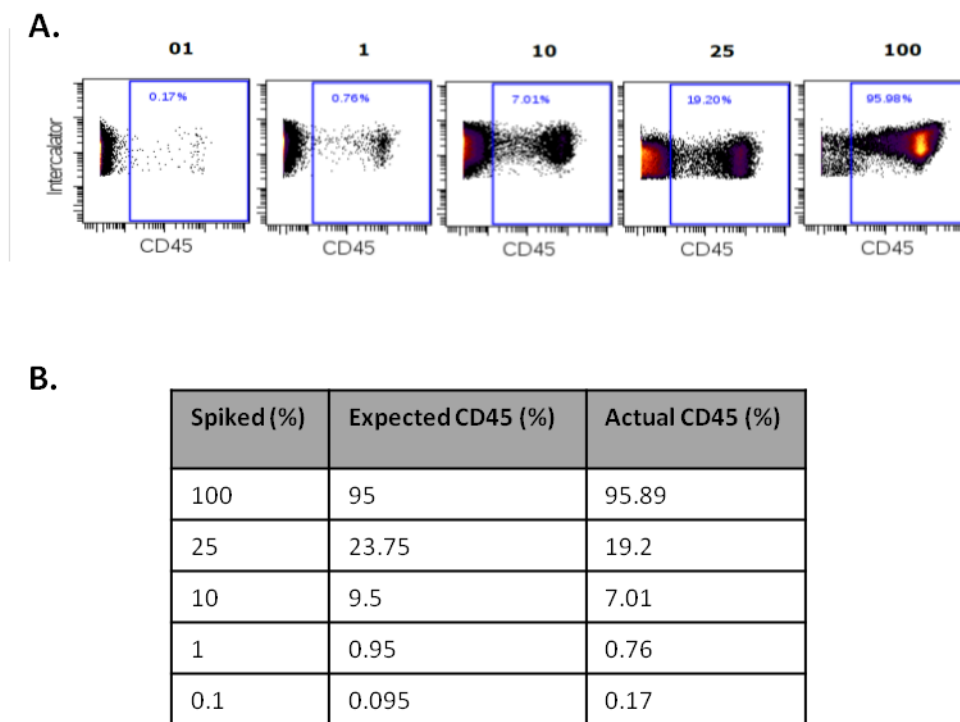 A.
01 1 10 25 100
0.17% 0.76% 7.01% 19.20% 95.98%
Intercalator
CD45 CD45 CD45 CD45 CD45
B.
Spiked (%) Expected CD45 (%) Actual CD45 (%)
100 95 95.89
25 23.75 19.2
10 9.5 7.01
1 0.95 0.76
0.1 0.095 0.17